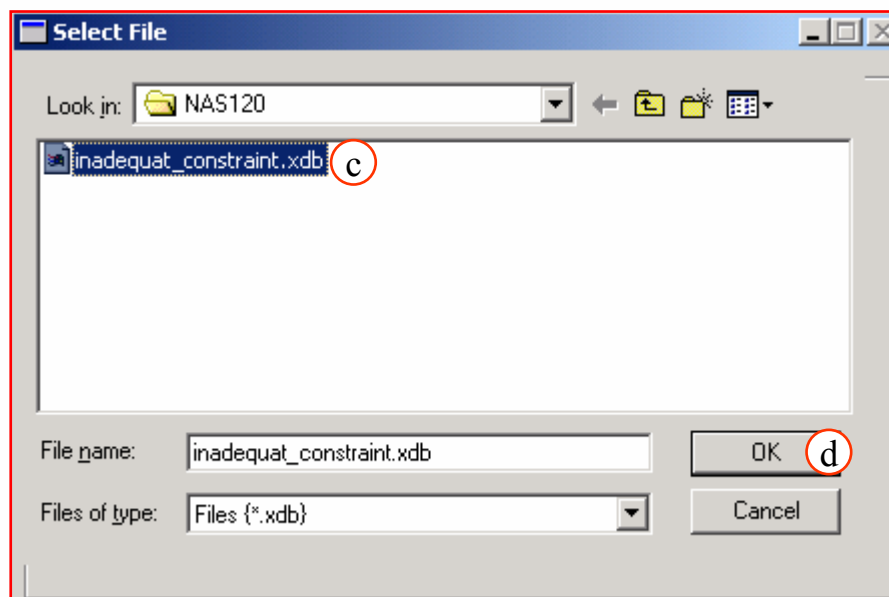 Select File
Look in: NAS120
inadequat_constraint.xdb c
File name: inadequat_constraint.xdb OK d
Files of type: Files {*.xdb} Cancel